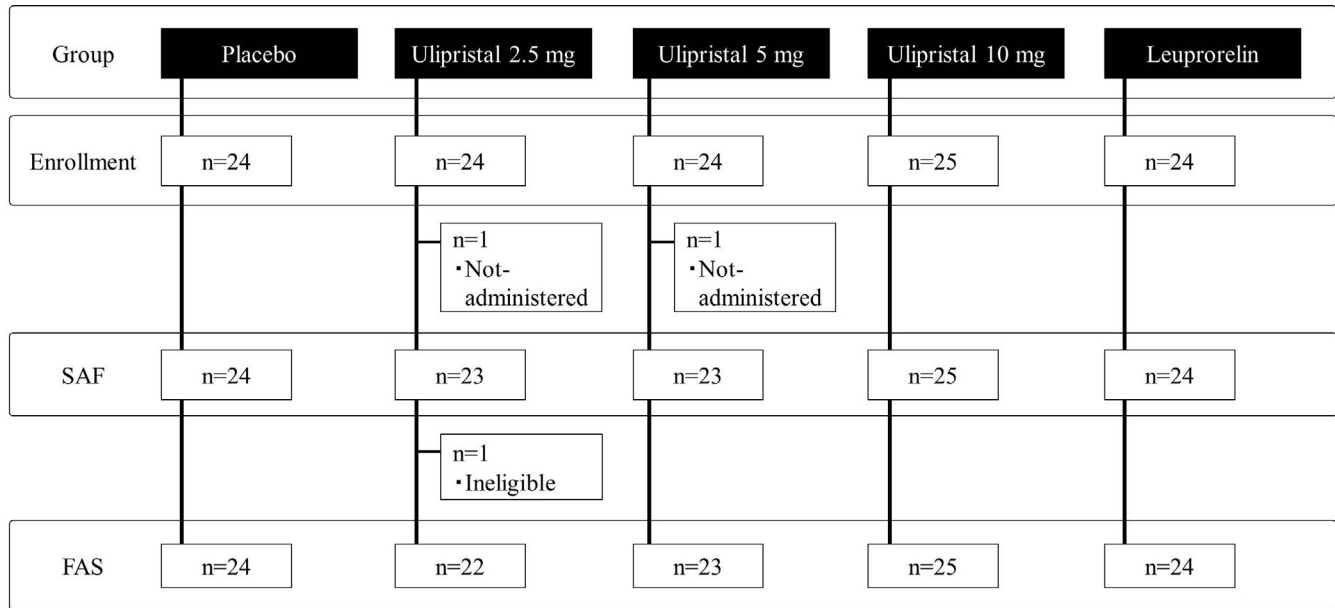 Group Placebo Ulipristal 2.5 mg Ulipristal 5 mg Ulipristal 10 mg Leuprorelin
Enrollment n=24 n=24 n=24 n=25 n=24
n=1
・Not-
administered
n=1
・Not-
administered
SAF n=24 n=23 n=23 n=25 n=24
n=1
・Ineligible
FAS n=24 n=22 n=23 n=25 n=24